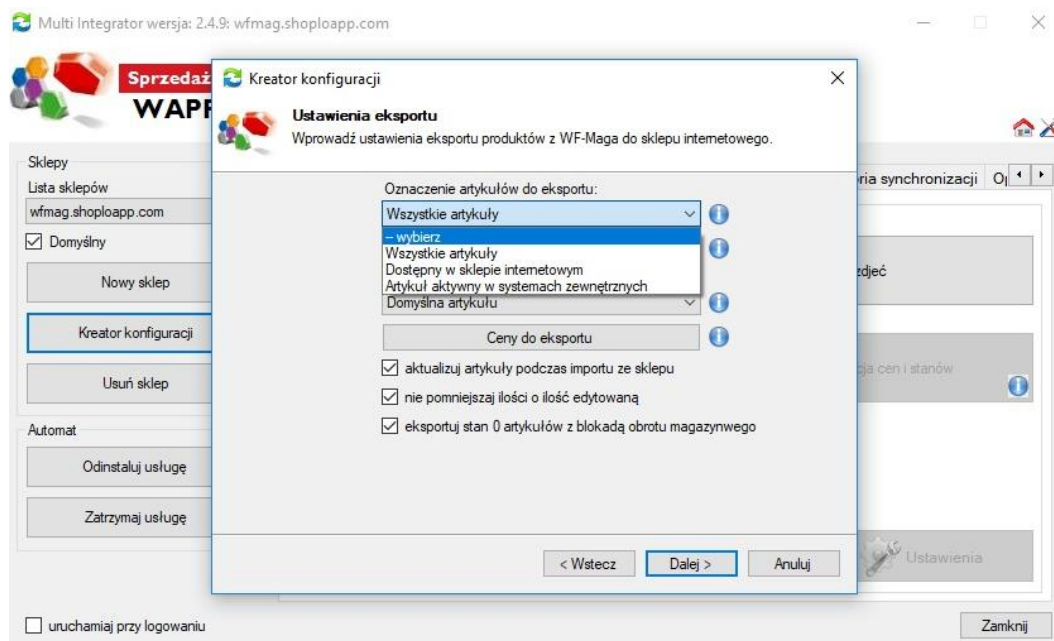 Multi Integrator wersja: 2.4.9: wfmag.shoploapp.com
Sprzedaż
WAPR
Kreator konfiguracji
Ustawienia eksportu
Wprowadź ustawienia eksportu produktów z WF-Maga do sklepu internetowego.
Sklepy
Lista sklepów
wfmag.shoploapp.com
Domyślny
Nowy sklep
Kreator konfiguracji
Usuń sklep
Automat
Odinstaluj usługę
Zatrzymaj usługę
uruchamiaj przy logowaniu
Oznaczenie artykułów do eksportu:
Wszystkie artykuły
-- wybierz
Wszystkie artykuły
Dostępny w sklepie internetowym
Artykuł aktywny w systemach zewnętrznych
Domyślna artykułu
Ceny do eksportu
aktualizuj artykuły podczas importu ze sklepu
nie pomniejszaj ilości o ilość edytowaną
eksportuj stan 0 artykułów z blokadą obrotu magazynwego
< Wstecz
Dalej >
Anuluj
ria synchronizacji
zdjęć
cja cen i stanów
Ustawienia
Zamknij